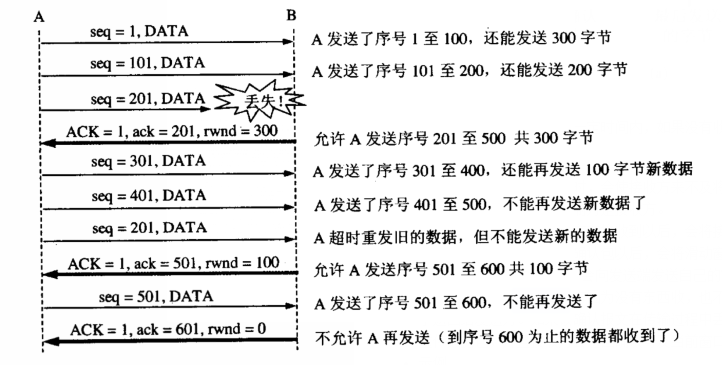 A B
seq = 1, DATA A 发送了序号 1 至 100，还能发送 300 字节
seq = 101, DATA A 发送了序号 101 至 200，还能发送 200 字节
seq = 201, DATA 丢失！
ACK = 1, ack = 201, rwnd = 300 允许 A 发送序号 201 至 500 共 300 字节
seq = 301, DATA A 发送了序号 301 至 400，还能再发送 100 字节新数据
seq = 401, DATA A 发送了序号 401 至 500，不能再发送新数据了
seq = 201, DATA A 超时重发旧的数据，但不能发送新的数据
ACK = 1, ack = 501, rwnd = 100 允许 A 发送序号 501 至 600 共 100 字节
seq = 501, DATA A 发送了序号 501 至 600，不能再发送了
ACK = 1, ack = 601, rwnd = 0 不允许 A 再发送（到序号 600 为止的数据都收到了）